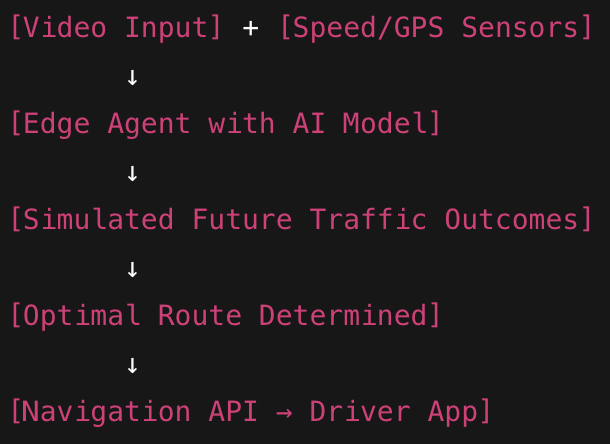 [Video Input] + [Speed/GPS Sensors]
↓
[Edge Agent with AI Model]
↓
[Simulated Future Traffic Outcomes]
↓
[Optimal Route Determined]
↓
[Navigation API → Driver App]